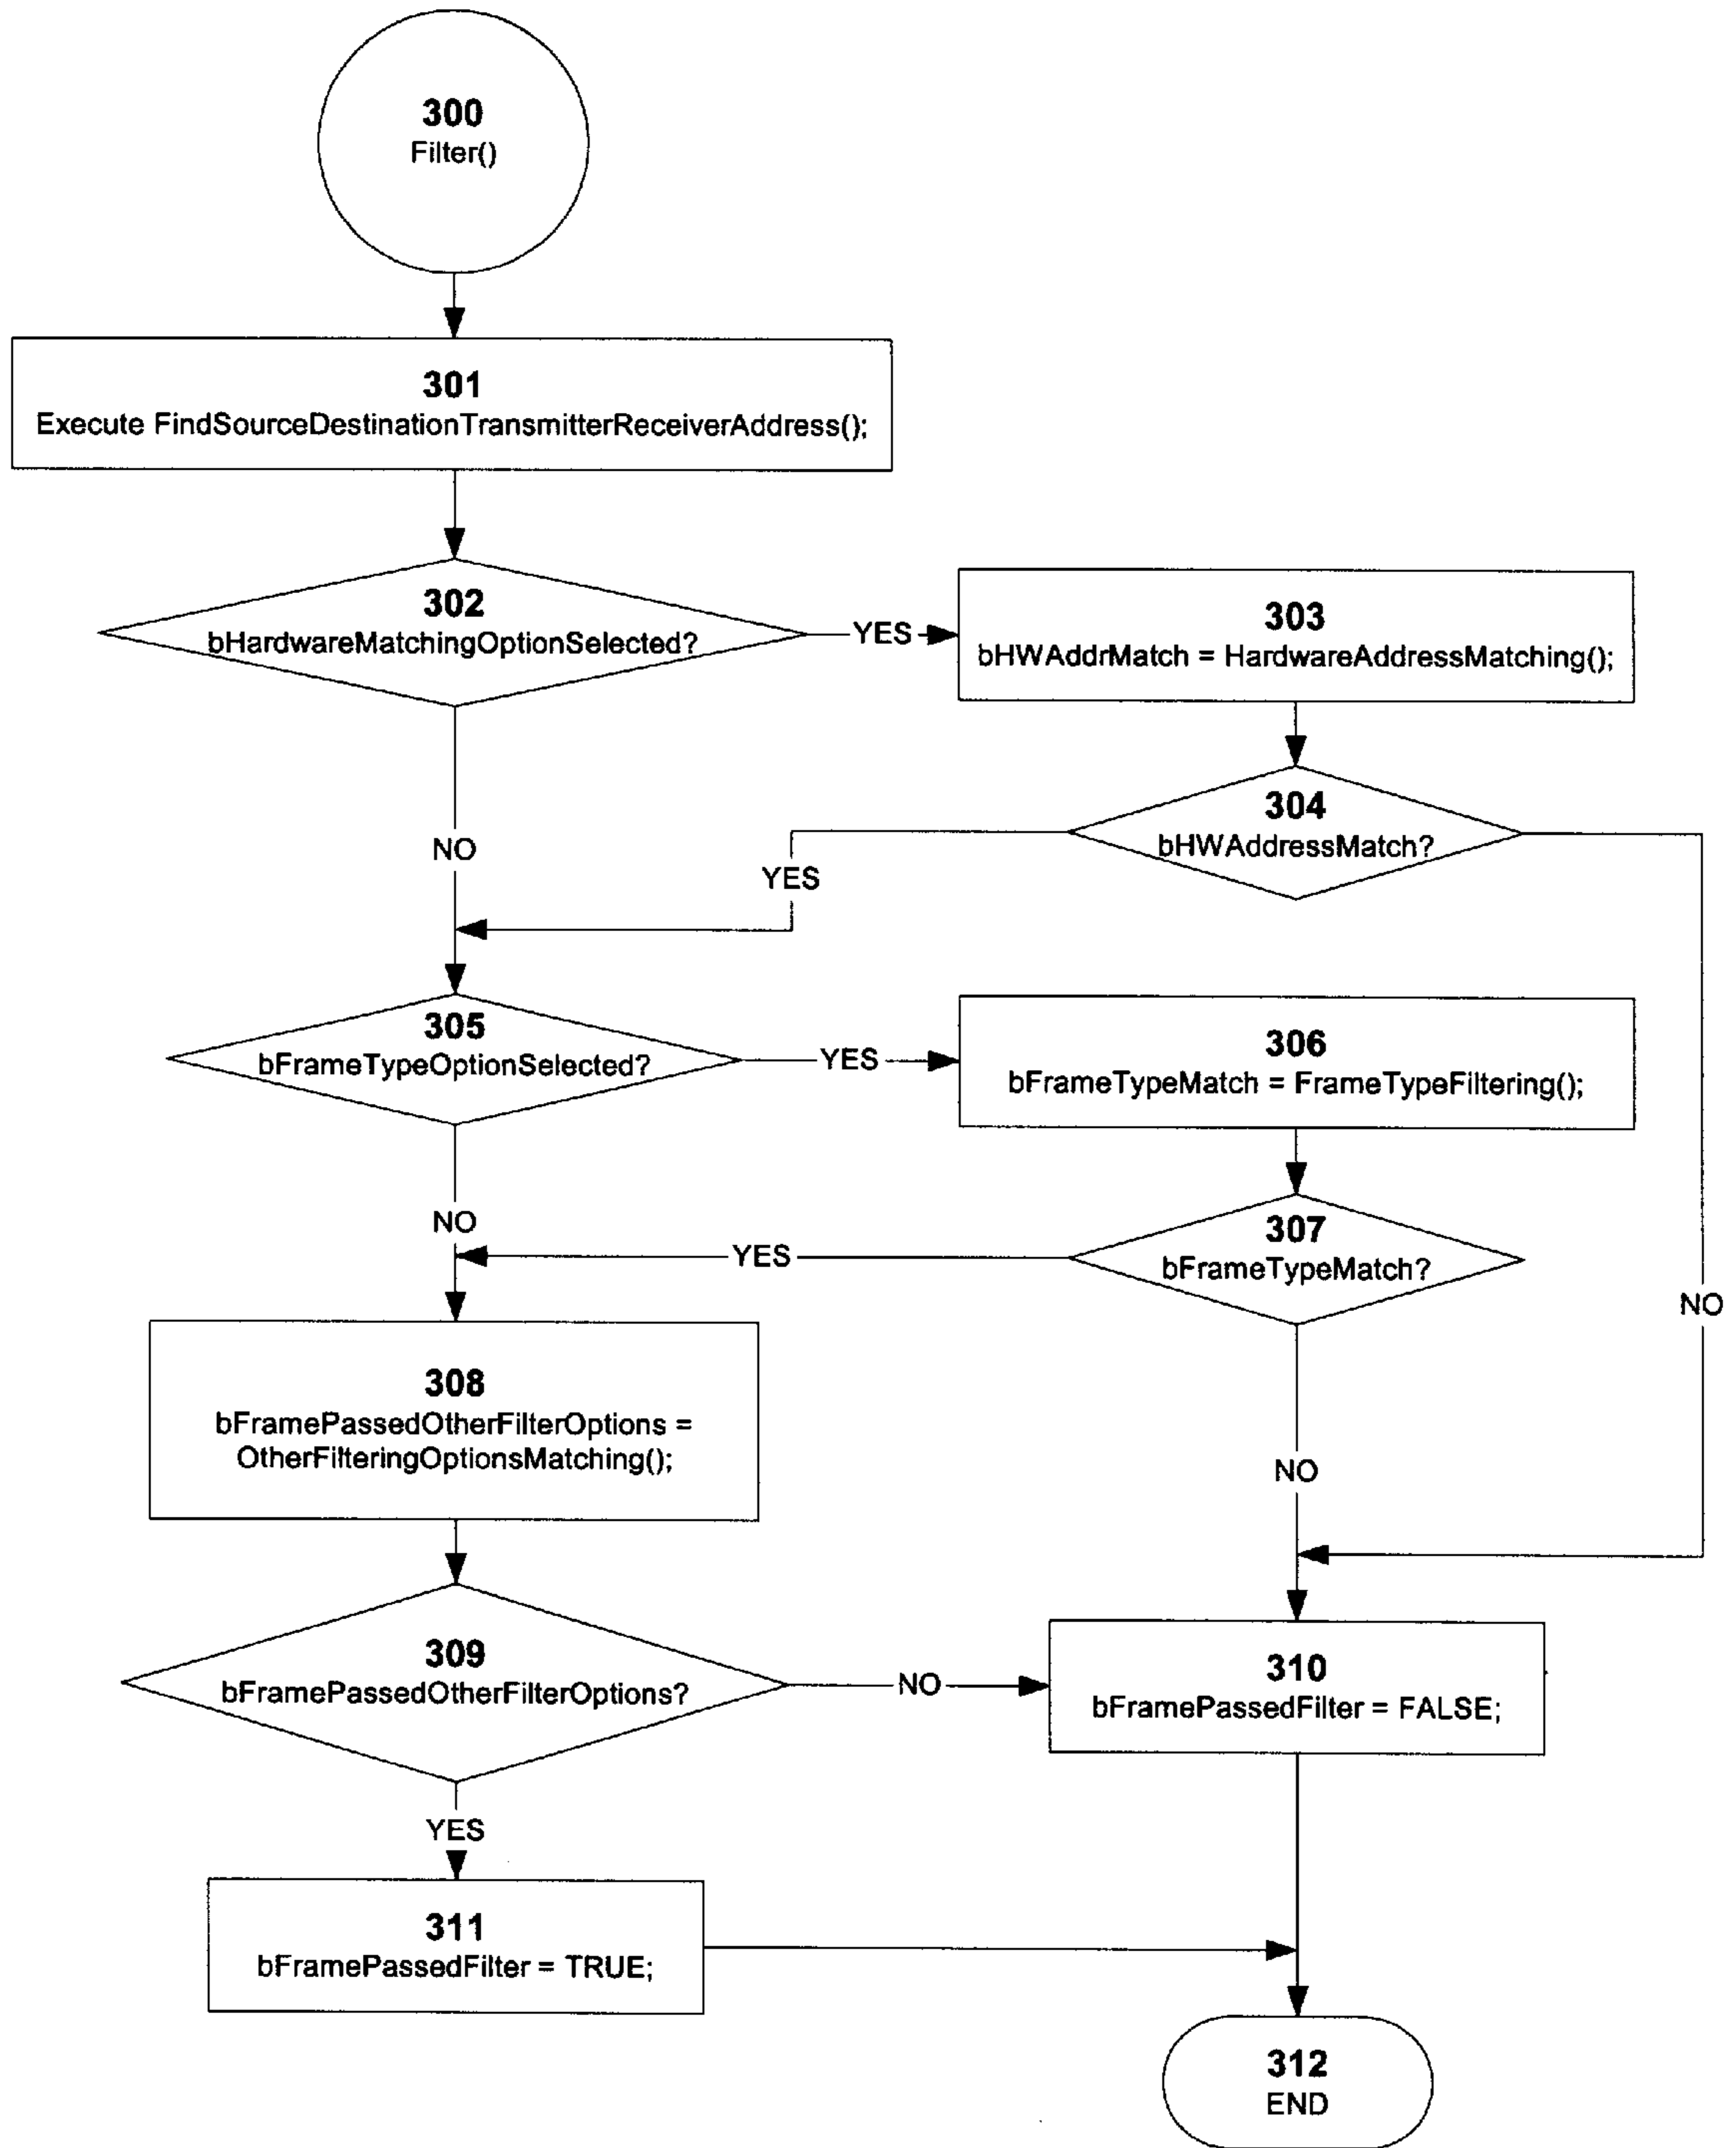 300
Filter()
301
Execute FindSourceDestinationTransmitterReceiverAddress();
302
bHardwareMatchingOptionSelected?
YES
303
bHWAddrMatch = HardwareAddressMatching();
304
bHWAddressMatch?
NO
YES
305
bFrameTypeOptionSelected?
YES
306
bFrameTypeMatch = FrameTypeFiltering();
NO
307
bFrameTypeMatch?
YES
NO
308
bFramePassedOtherFilterOptions =
OtherFilteringOptionsMatching();
NO
309
bFramePassedOtherFilterOptions?
NO
310
bFramePassedFilter = FALSE;
YES
311
bFramePassedFilter = TRUE;
312
END